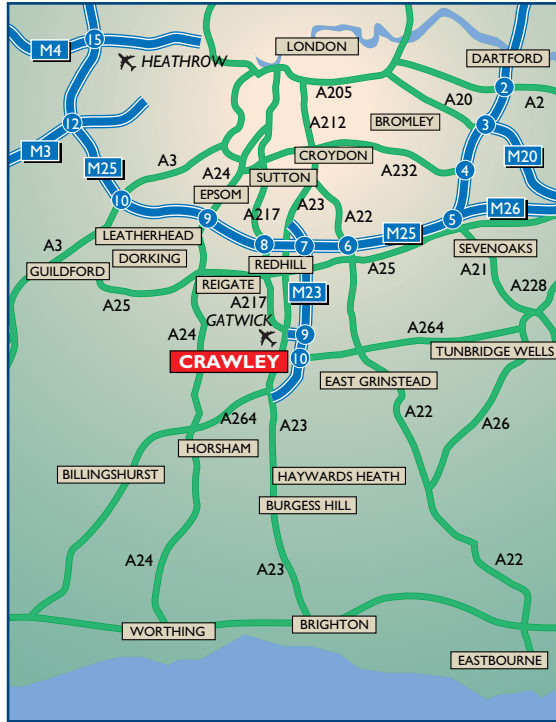 15
M4
HEATHROW
LONDON
DARTFORD
2
A2
A205
A20
A212
BROMLEY
12
3
M3
M25
A3
A24
CROYDON
A232
M20
4
SUTTON
EPSOM
10
9
A217
A23
A22
5
M26
LEATHERHEAD
8
7
6
M25
A3
DORKING
SEVENOAKS
GUILDFORD
REDHILL
A25
A21
REIGATE
M23
A228
A25
A217
GATWICK
A24
9
A264
CRAWLEY
10
TUNBRIDGE WELLS
EAST GRINSTEAD
A264
A23
A22
A26
HORSHAM
BILLINGSHURST
HAYWARDS HEATH
BURGESS HILL
A24
A23
A22
WORTHING
BRIGHTON
EASTBOURNE